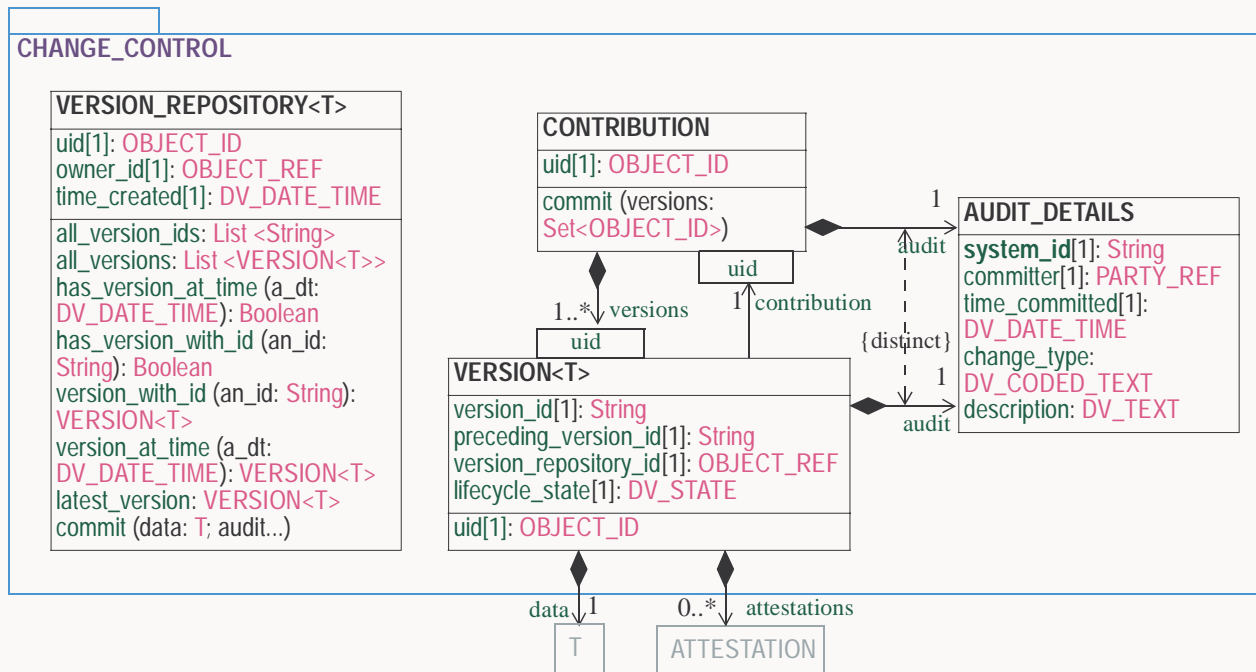 CHANGE_CONTROL
VERSION_REPOSITORY<T>
uid[1]: OBJECT_ID
owner_id[1]: OBJECT_REF
time_created[1]: DV_DATE_TIME
all_version_ids: List <String>
all_versions: List <VERSION<T>>
has_version_at_time (a_dt:
DV_DATE_TIME): Boolean
has_version_with_id (an_id:
String): Boolean
version_with_id (an_id: String):
VERSION<T>
version_at_time (a_dt:
DV_DATE_TIME): VERSION<T>
latest_version: VERSION<T>
commit (data: T; audit...)
CONTRIBUTION
uid[1]: OBJECT_ID
commit (versions:
Set<OBJECT_ID>)
uid
1..* versions
1 contribution
uid
1
audit
{distinct}
1
audit
AUDIT_DETAILS
system_id[1]: String
committer[1]: PARTY_REF
time_committed[1]:
DV_DATE_TIME
change_type:
DV_CODED_TEXT
description: DV_TEXT
VERSION<T>
version_id[1]: String
preceding_version_id[1]: String
version_repository_id[1]: OBJECT_REF
lifecycle_state[1]: DV_STATE
uid[1]: OBJECT_ID
data 1
0..* attestations
T
ATTESTATION